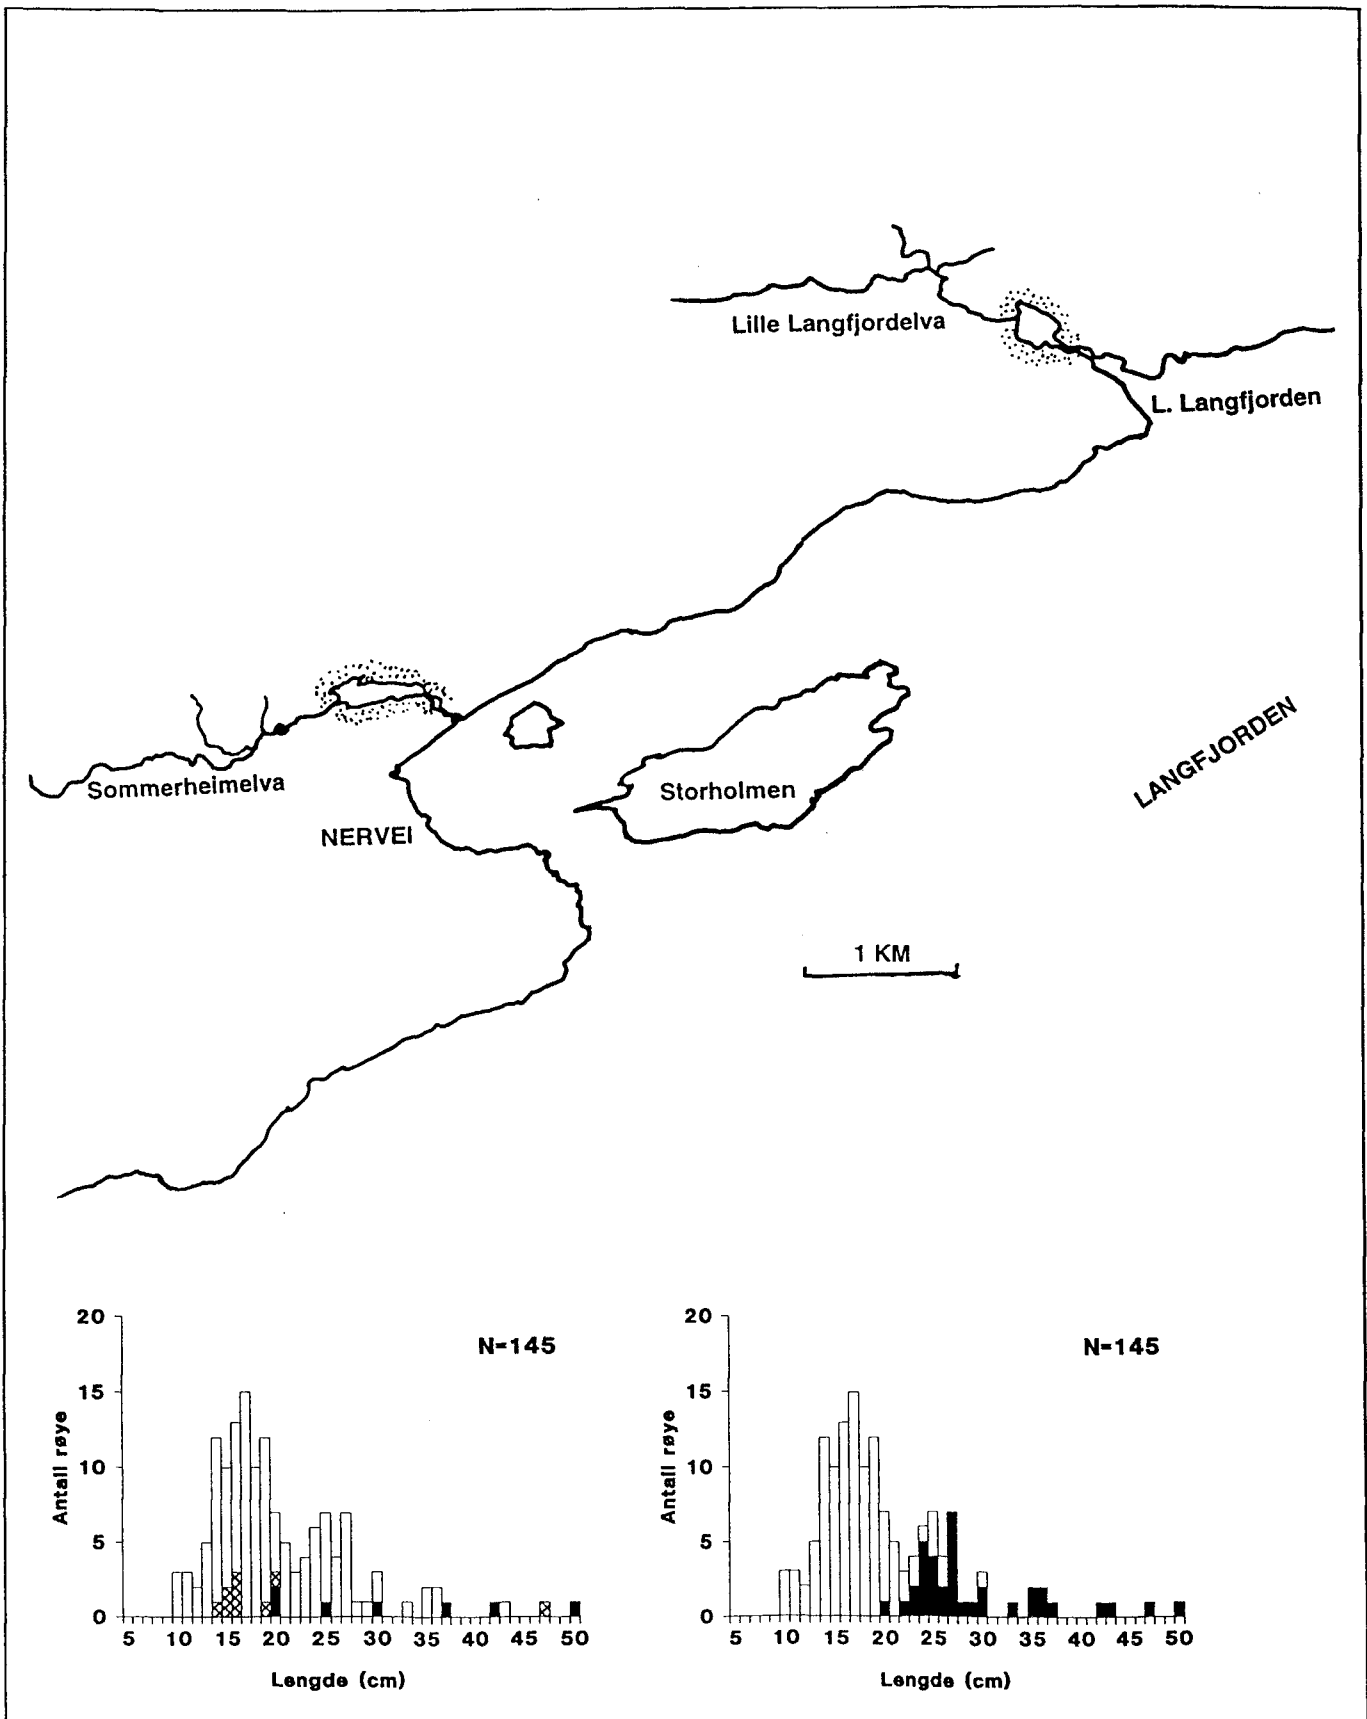 Lille Langfjordelva
L. Langfjorden
LANGFJORDEN
Sommerheimelva
Storholmen
NERVEI
1 KM
20
15
10
5
0
Antall røye
N=145
5 10 15 20 25 30 35 40 45 50
Lengde (cm)
20
15
10
5
0
Antall røye
N=145
5 10 15 20 25 30 35 40 45 50
Lengde (cm)